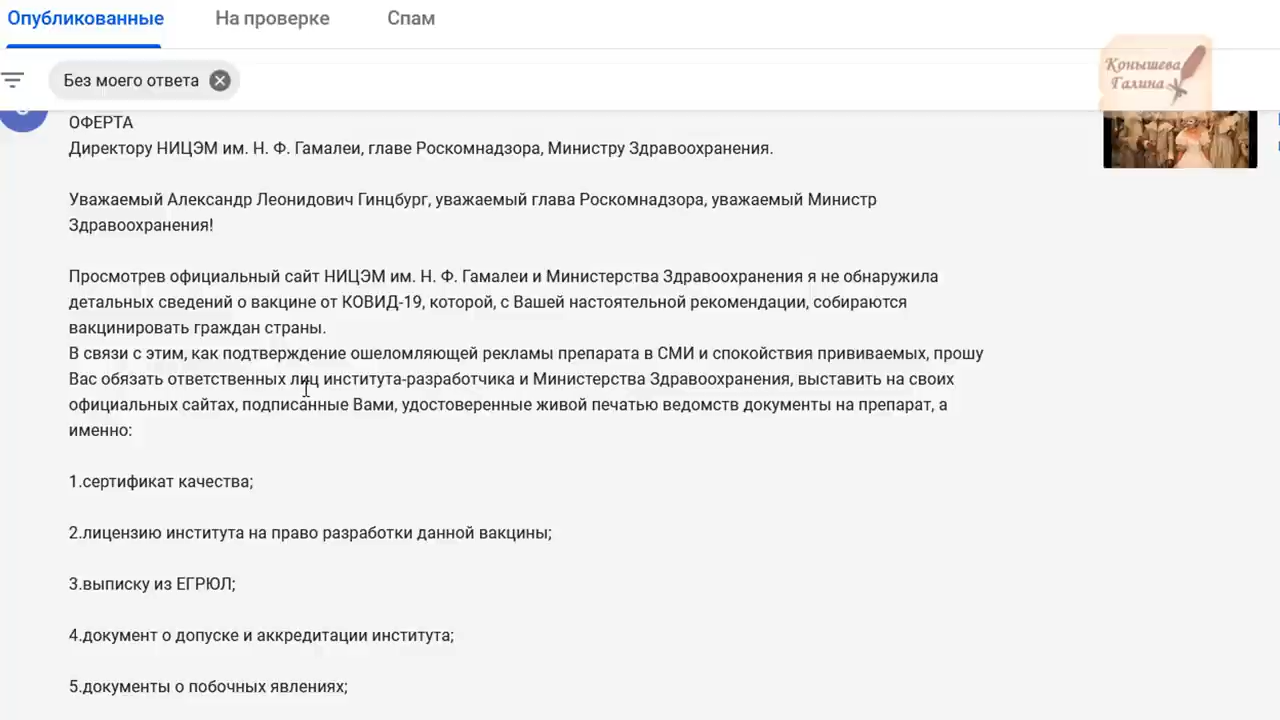 Опубликованные На проверке Спам
Без моего ответа
Конышева
Галина
ОФЕРТА
Директору НИЦЭМ им. Н. Ф. Гамалеи, главе Роскомнадзора, Министру Здравоохранения.
Уважаемый Александр Леонидович Гинцбург, уважаемый глава Роскомнадзора, уважаемый Министр
Здравоохранения!
Просмотрев официальный сайт НИЦЭМ им. Н. Ф. Гамалеи и Министерства Здравоохранения я не обнаружила
детальных сведений о вакцине от КОВИД-19, которой, с Вашей настоятельной рекомендации, собираются
вакцинировать граждан страны.
В связи с этим, как подтверждение ошеломляющей рекламы препарата в СМИ и спокойствия прививаемых, прошу
Вас обязать ответственных лиц института-разработчика и Министерства Здравоохранения, выставить на своих
официальных сайтах, подписанные Вами, удостоверенные живой печатью ведомств документы на препарат, а
именно:
1.сертификат качества;
2.лицензию института на право разработки данной вакцины;
3.выписку из ЕГРЮЛ;
4.документ о допуске и аккредитации института;
5.документы о побочных явлениях;